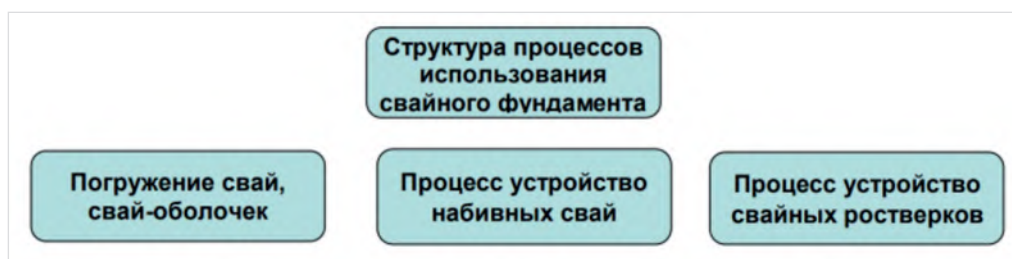 Структура процессов
использования
свайного фундамента
Погружение свай,
свай-оболочек
Процесс устройство
набивных свай
Процесс устройство
свайных ростверков